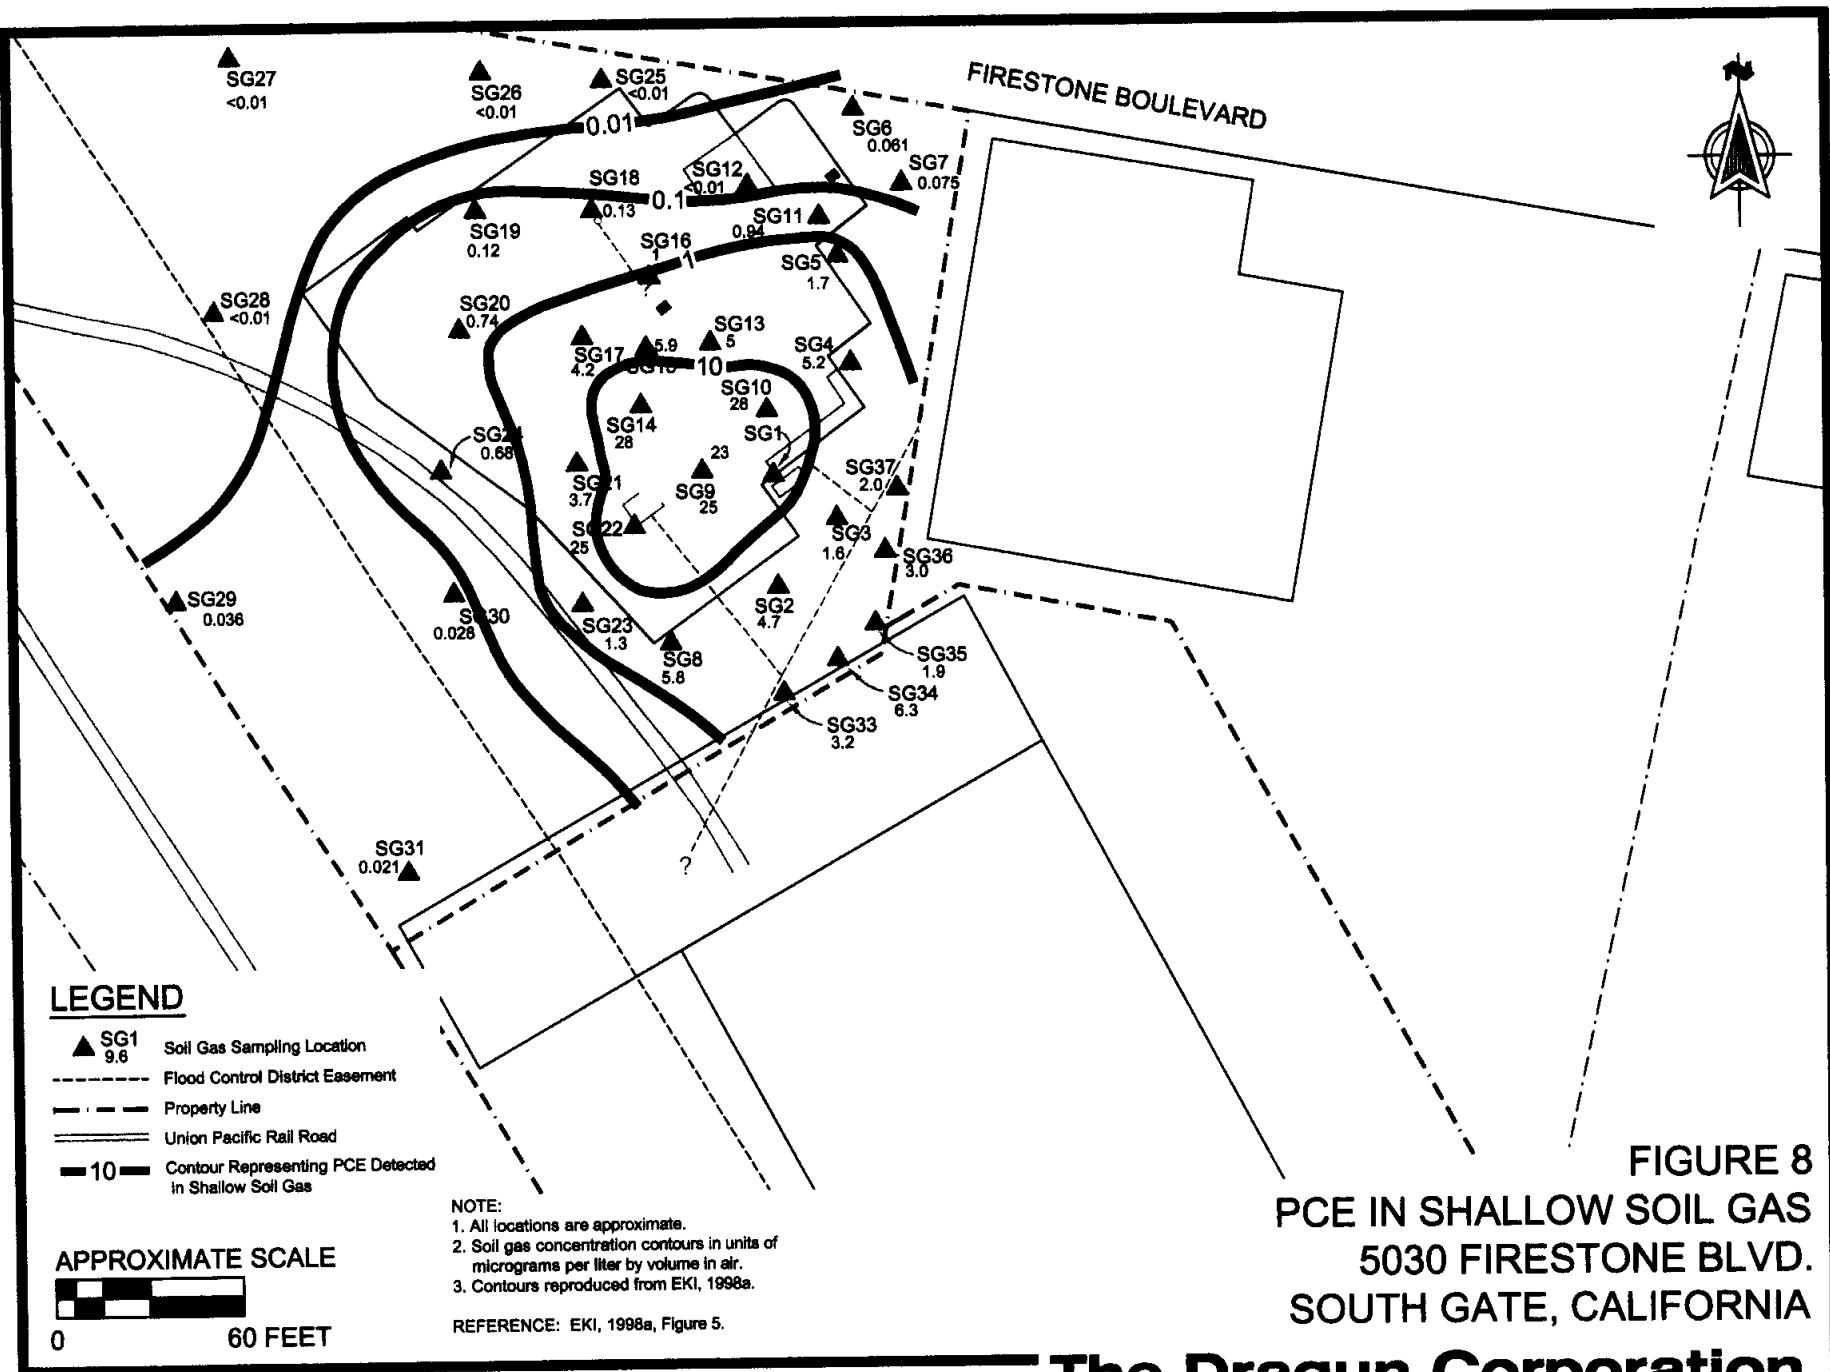 FIRESTONE BOULEVARD
SG27
<0.01
SG26
<0.01
SG25
<0.01
0.01
SG6
0.061
SG7
0.075
SG12
<0.01
SG18
0.13
0.1
SG19
0.12
SG11
0.94
SG16
1
1
?
SG5
1.7
SG28
<0.01
SG20
0.74
SG17
4.2
5.9
SG13
5
SG4
5.2
10
SG10
28
SG14
28
SG1
SG24
0.68
23
SG9
25
SG21
3.7
SG22
25
SG37
2.0
SG3
SG36
3.0
SG2
4.7
SG29
0.036
SG30
0.028
SG23
1.3
SG8
5.8
SG35
1.9
SG34
6.3
SG33
3.2
SG31
0.021
?
LEGEND
SG1
9.6
Soil Gas Sampling Location
Flood Control District Easement
Property Line
Union Pacific Rail Road
10
Contour Representing PCE Detected
in Shallow Soil Gas
APPROXIMATE SCALE
0 60 FEET
NOTE:
1. All locations are approximate.
2. Soil gas concentration contours in units of
micrograms per liter by volume in air.
3. Contours reproduced from EKI, 1998a.
REFERENCE: EKI, 1998a, Figure 5.
FIGURE 8
PCE IN SHALLOW SOIL GAS
5030 FIRESTONE BLVD.
SOUTH GATE, CALIFORNIA
The Dragun Corporation